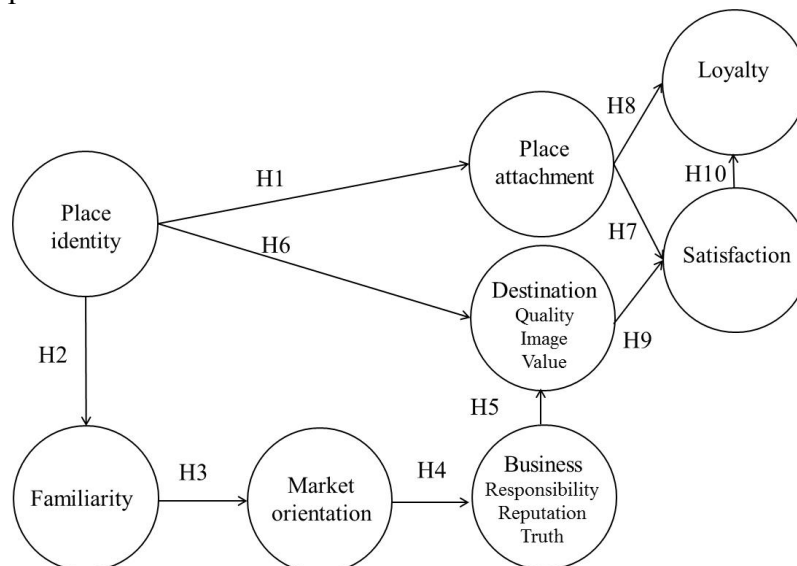 Loyalty
H8
Place
attachment
H1
H10
Place
identity
H7
H6
Satisfaction
Destination
Quality
Image
Value
H9
H2
H5
Familiarity
H3
Market
orientation
H4
Business
Responsibility
Reputation
Truth